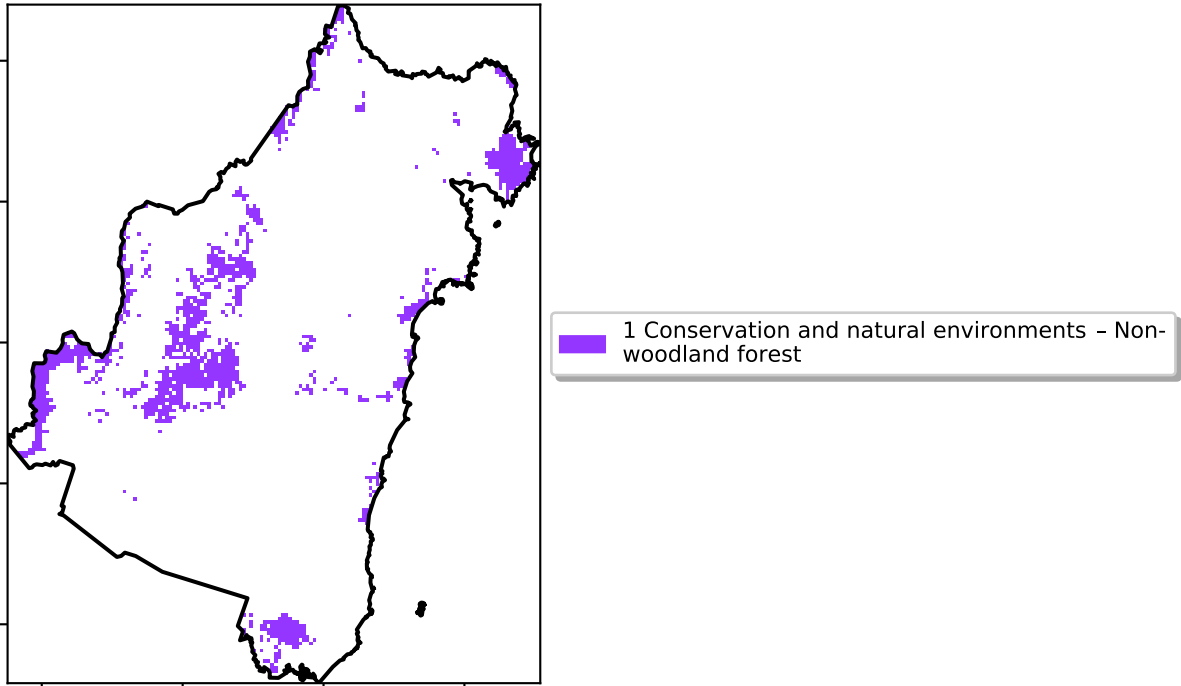 1 Conservation and natural environments – Non-
woodland forest